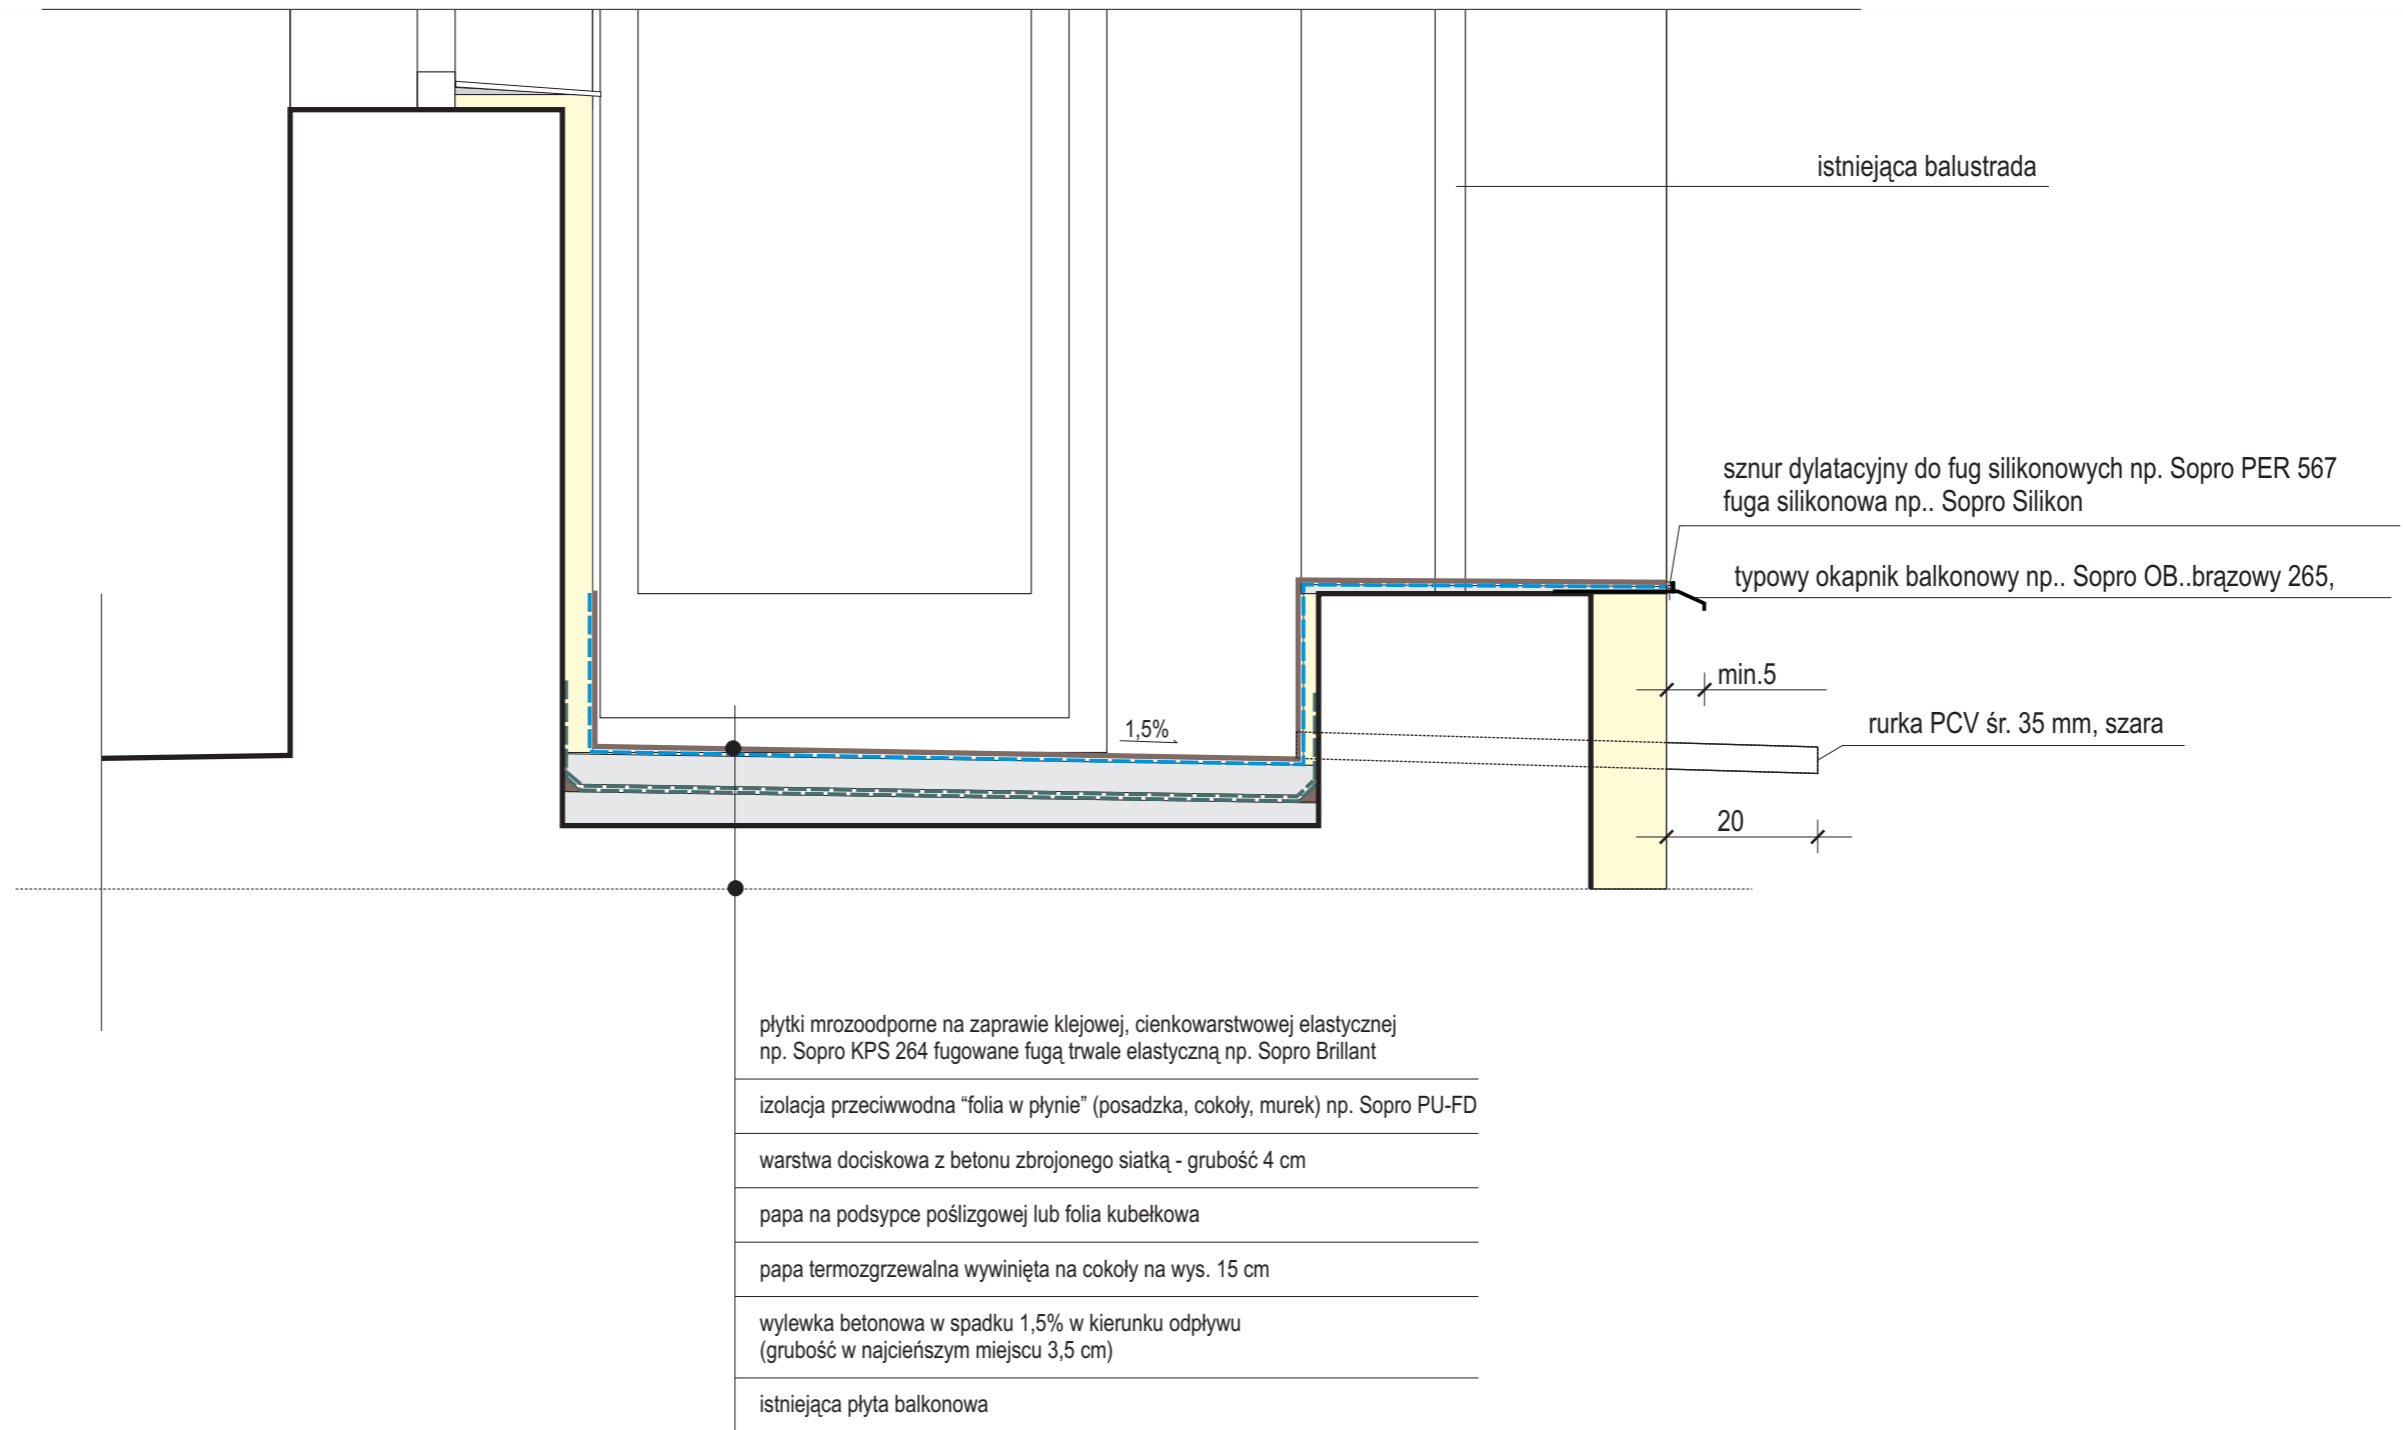 istniejąca balustrada
sznur dylatacyjny do fug silikonowych np. Sopro PER 567
fuga silikonowa np.. Sopro Silikon
typowy okapnik balkonowy np.. Sopro OB..brązowy 265,
min.5
1,5%
rurka PCV śr. 35 mm, szara
20
płytki mrozoodporne na zaprawie klejowej, cienkowarstwowej elastycznej
np. Sopro KPS 264 fugowane fugą trwale elastyczną np. Sopro Brillant
izolacja przeciwwodna “folia w płynie” (posadzka, cokoły, murek) np. Sopro PU-FD
warstwa dociskowa z betonu zbrojonego siatką - grubość 4 cm
papa na podsypce poślizgowej lub folia kubełkowa
papa termozgrzewalna wywinięta na cokoły na wys. 15 cm
wylewka betonowa w spadku 1,5% w kierunku odpływu
(grubość w najcieńszym miejscu 3,5 cm)
istniejąca płyta balkonowa